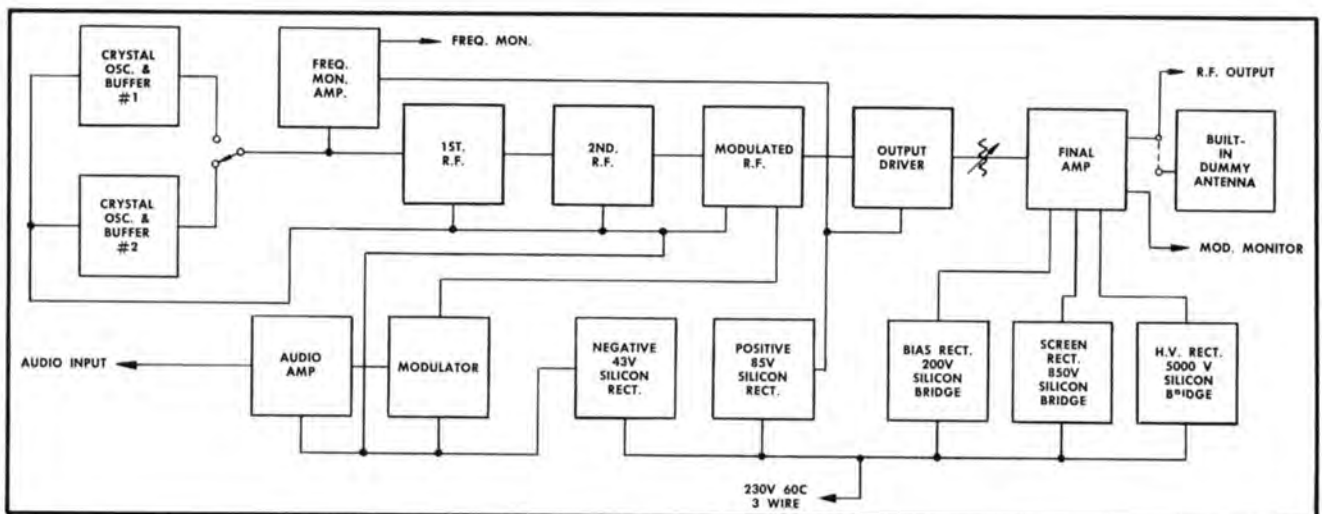 CRYSTAL
OSC. &
BUFFER
#1
FREQ.
MON.
AMP.
FREQ. MON.
CRYSTAL
OSC. &
BUFFER
#2
1ST.
R.F.
2ND.
R.F.
MODULATED
R.F.
OUTPUT
DRIVER
FINAL
AMP
R.F. OUTPUT
BUILT-
IN
DUMMY
ANTENNA
MOD. MONITOR
AUDIO INPUT
AUDIO
AMP
MODULATOR
NEGATIVE
43V
SILICON
RECT.
POSITIVE
85V
SILICON
RECT.
BIAS RECT.
200V
SILICON
BRIDGE
SCREEN
RECT.
850V
SILICON
BRIDGE
H.V. RECT.
5000 V
SILICON
BRIDGE
230V 60C
3 WIRE